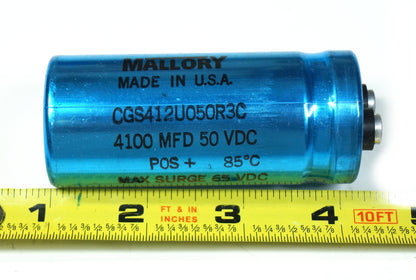 MALLORY
MADE IN U.S.A.
CGS412U050R3C
4100 MFD 50 VDC
POS + 85°C
MAX SURGE 65 VDC
1 2 FT & IN 3 4 10FT 5
INCHES